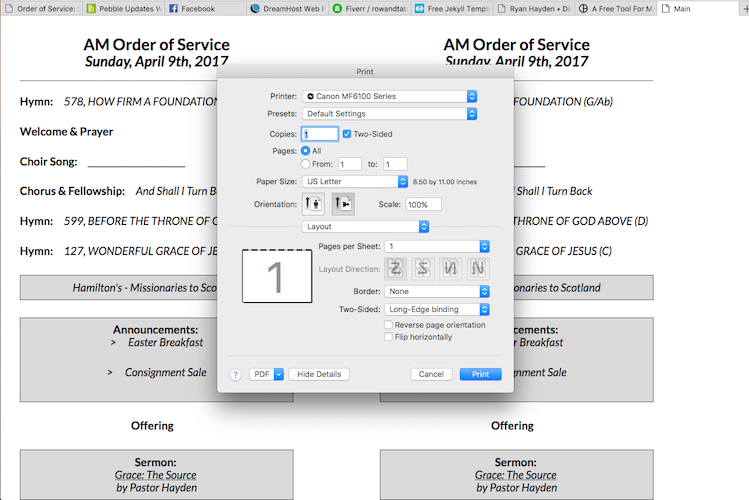 Order of Service:
Pebble Updates W
Facebook
DreamHost Web F
Fiverr / rowandtab
Free Jekyll Templ
Ryan Hayden • Di
A Free Tool For M
Main
AM Order of Service
Sunday, April 9th, 2017
AM Order of Service
Sunday, April 9th, 2017
Print
Printer: Canon MF6100 Series
Presets: Default Settings
Copies: 1 Two-Sided
Pages: All
From: 1 to: 1
Paper Size: US Letter 8.50 by 11.00 inches
Orientation: Scale: 100%
Layout
Pages per Sheet: 1
Layout Direction:
Border: None
Two-Sided: Long-Edge binding
Reverse page orientation
Flip horizontally
1
? PDF Hide Details Cancel Print
Hymn: 578, HOW FIRM A FOUNDATION
Welcome & Prayer
Choir Song:
Chorus & Fellowship: And Shall I Turn Ba
Hymn: 599, BEFORE THE THRONE OF G
Hymn: 127, WONDERFUL GRACE OF JE
Hamilton's - Missionaries to Sco
Announcements:
> Easter Breakfast
> Consignment Sale
Offering
Sermon:
Grace: The Source
by Pastor Hayden
FOUNDATION (G/Ab)
Shall I Turn Back
THRONE OF GOD ABOVE (D)
GRACE OF JESUS (C)
onaries to Scotland
cements:
r Breakfast
nment Sale
Offering
Sermon:
Grace: The Source
by Pastor Hayden